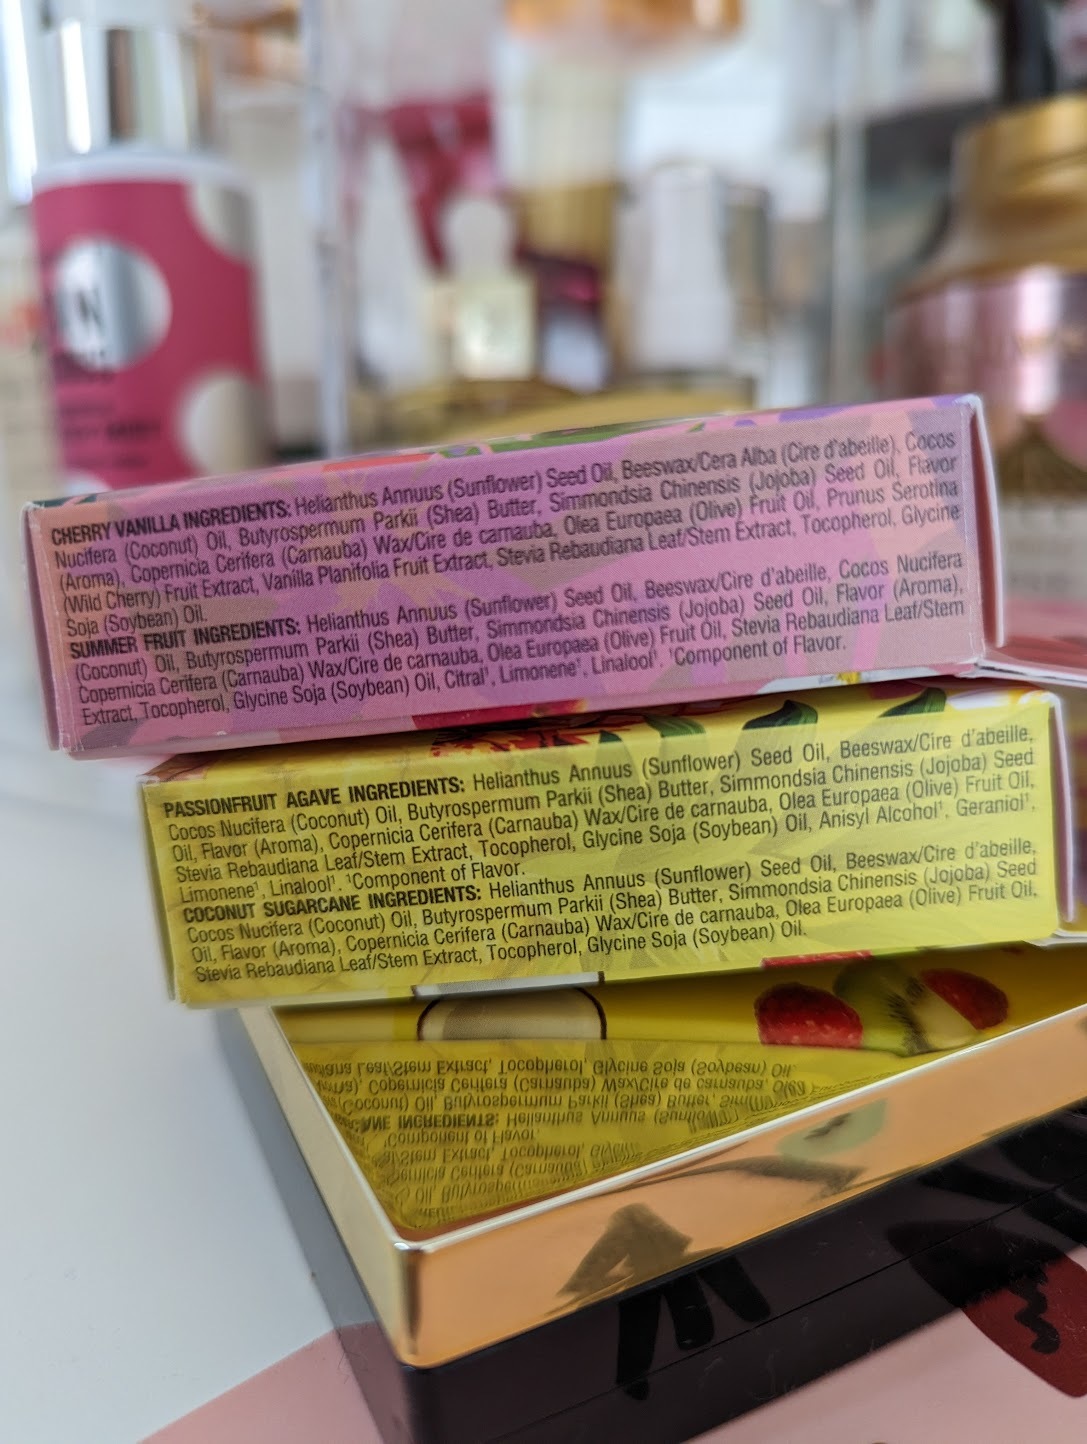 N
CHERRY VANILLA INGREDIENTS: Helianthus Annuus (Sunflower) Seed Oil, Beeswax/Cera Alba (Cire d'abeille), Cocos
Nucifera (Coconut) Oil, Butyrospermum Parkii (Shea) Butter, Simmondsia Chinensis (Jojoba) Seed Oil, Flavor
(Aroma), Copernicia Cerifera (Carnauba) Wax/Cire de carnauba, Olea Europaea (Olive) Fruit Oil, Prunus Serotina
(Wild Cherry) Fruit Extract, Vanilla Planifolia Fruit Extract, Stevia Rebaudiana Leaf/Stem Extract, Tocopherol, Glycine
Soja (Soybean) Oil.
SUMMER FRUIT INGREDIENTS: Helianthus Annuus (Sunflower) Seed Oil, Beeswax/Cire d'abeille, Cocos Nucifera
(Coconut) Oil, Butyrospermum Parkii (Shea) Butter, Simmondsia Chinensis (Jojoba) Seed Oil, Flavor (Aroma),
Copernicia Cerifera (Carnauba) Wax/Cire de carnauba, Olea Europaea (Olive) Fruit Oil, Stevia Rebaudiana Leaf/Stem
Extract, Tocopherol, Glycine Soja (Soybean) Oil, Citral¹, Limonene¹, Linalool¹. ¹Component of Flavor.
PASSIONFRUIT AGAVE INGREDIENTS: Helianthus Annuus (Sunflower) Seed Oil, Beeswax/Cire d'abeille,
Cocos Nucifera (Coconut) Oil, Butyrospermum Parkii (Shea) Butter, Simmondsia Chinensis (Jojoba) Seed
Oil, Flavor (Aroma), Copernicia Cerifera (Carnauba) Wax/Cire de carnauba, Olea Europaea (Olive) Fruit Oil,
Stevia Rebaudiana Leaf/Stem Extract, Tocopherol, Glycine Soja (Soybean) Oil, Anisyl Alcohol¹, Geraniol¹,
Limonene¹, Linalool¹. ¹Component of Flavor.
COCONUT SUGARCANE INGREDIENTS: Helianthus Annuus (Sunflower) Seed Oil, Beeswax/Cire d'abeille,
Cocos Nucifera (Coconut) Oil, Butyrospermum Parkii (Shea) Butter, Simmondsia Chinensis (Jojoba) Seed
Oil, Flavor (Aroma), Copernicia Cerifera (Carnauba) Wax/Cire de carnauba, Olea Europaea (Olive) Fruit Oil,
Stevia Rebaudiana Leaf/Stem Extract, Tocopherol, Glycine Soja (Soybean) Oil.